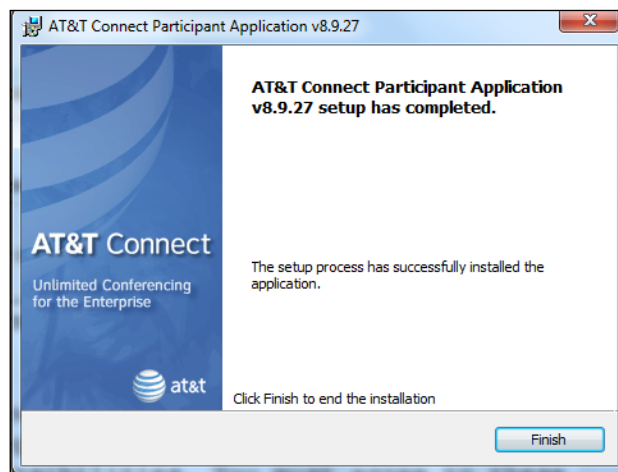 AT&T Connect Participant Application v8.9.27
AT&T Connect Participant Application
v8.9.27 setup has completed.
AT&T Connect
Unlimited Conferencing
for the Enterprise
The setup process has successfully installed the
application.
at&t
Click Finish to end the installation
Finish